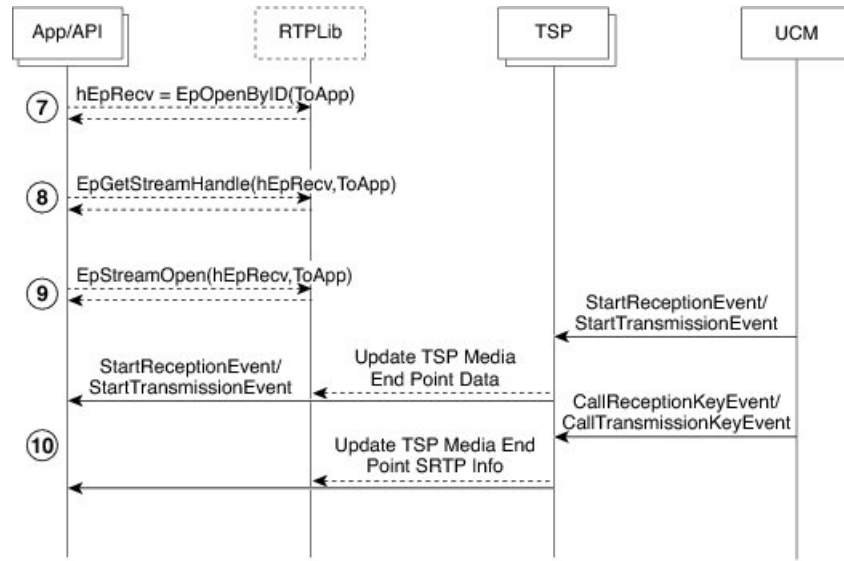 App/API
RTPLib
TSP
UCM
hEpRecv = EpOpenByID(ToApp)
7
EpGetStreamHandle(hEpRecv,ToApp)
8
EpStreamOpen(hEpRecv,ToApp)
9
StartReceptionEvent/
StartTransmissionEvent
Update TSP Media
End Point Data
StartReceptionEvent/
StartTransmissionEvent
CallReceptionKeyEvent/
CallTransmissionKeyEvent
10
Update TSP Media End
Point SRTP Info